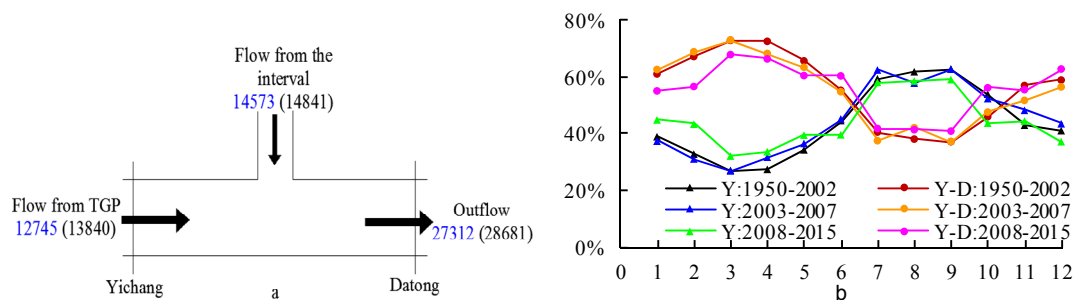 Flow from the
interval
14573 (14841)
Flow from TGP
12745 (13840)
Outflow
27312 (28681)
Yichang
a
Datong
80%
60%
40%
20%
0%
Y:1950-2002
Y-D:1950-2002
Y:2003-2007
Y-D:2003-2007
Y:2008-2015
Y-D:2008-2015
0 1 2 3 4 5 6 7 8 9 10 11 12
b